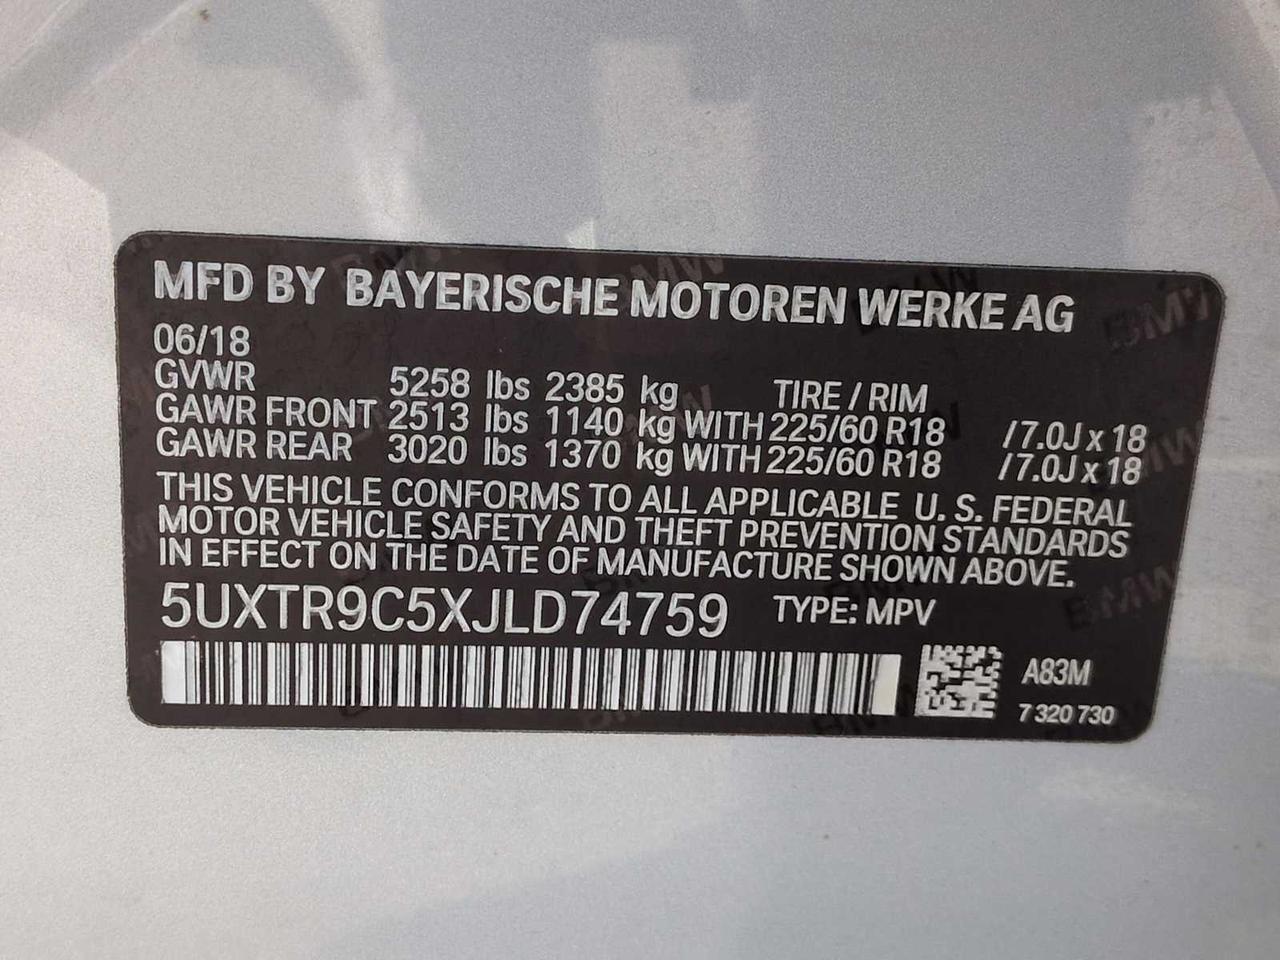 MFD BY BAYERISCHE MOTOREN WERKE AG
06/18
GVWR 5258 lbs 2385 kg TIRE / RIM
GAWR FRONT 2513 lbs 1140 kg WITH 225/60 R18 /7.0J x 18
GAWR REAR 3020 lbs 1370 kg WITH 225/60 R18 /7.0J x 18
THIS VEHICLE CONFORMS TO ALL APPLICABLE U. S. FEDERAL
MOTOR VEHICLE SAFETY AND THEFT PREVENTION STANDARDS
IN EFFECT ON THE DATE OF MANUFACTURE SHOWN ABOVE.
5UXTR9C5XJLD74759 TYPE: MPV
A83M
7 320 730